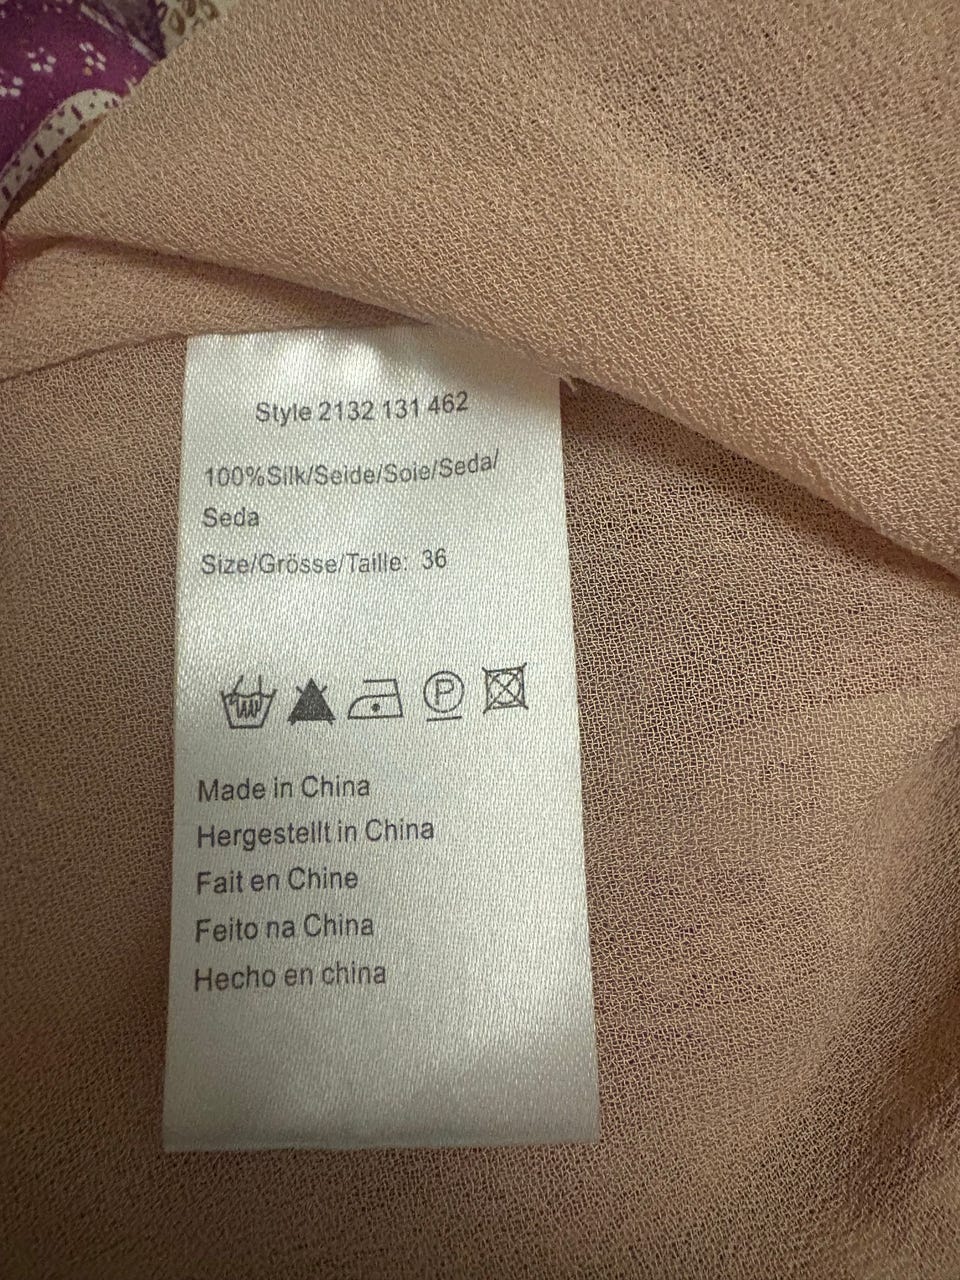 Style 2132 131 462
100%Silk/Seide/Soie/Seda/
Seda
Size/Grösse/Taille: 36
P
Made in China
Hergestellt in China
Fait en Chine
Feito na China
Hecho en china